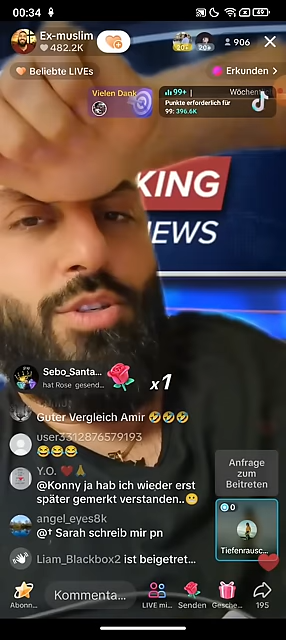 00:34
49
Ex-muslim
482.2K
20+
20+
906
Beliebte LIVEs
Erkunden >
Vielen Dank
99+ |
Punkte erforderlich für
99: 396.6K
KING
NEWS
Sebo_Santa...
hat Rose gesend...
x1
Guter Vergleich Amir 🤣🤣🤣
user3312876579193
😂😂😂
Y.O. ❤️🙏
@Konny ja hab ich wieder erst
später gemerkt verstanden..😬
angel_eyes8k
@† Sarah schreib mir pn
Liam_Blackbox2 ist beigetret...
Anfrage
zum
Beitreten
0
Tiefenrausc...
Abonn...
Kommenta...
LIVE mi...
Senden
Gesche...
195